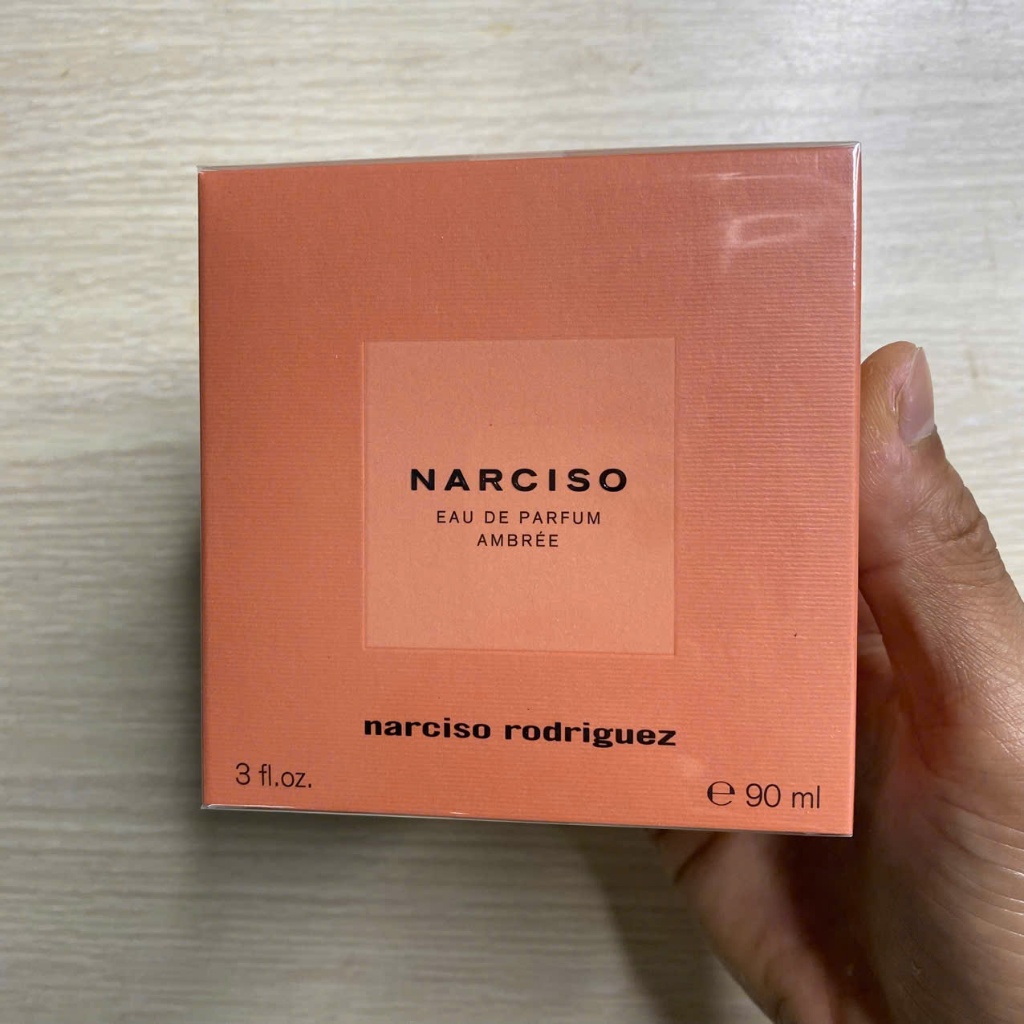 NARCISO
EAU DE PARFUM
AMBRÉE
narciso rodriguez
3 fl.oz.
℮ 90 ml